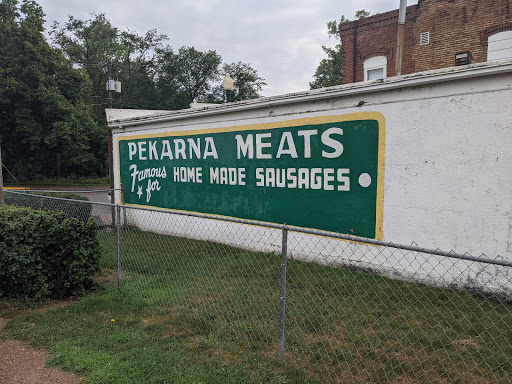 PEKARNA MEATS
Famous for HOME MADE SAUSAGES